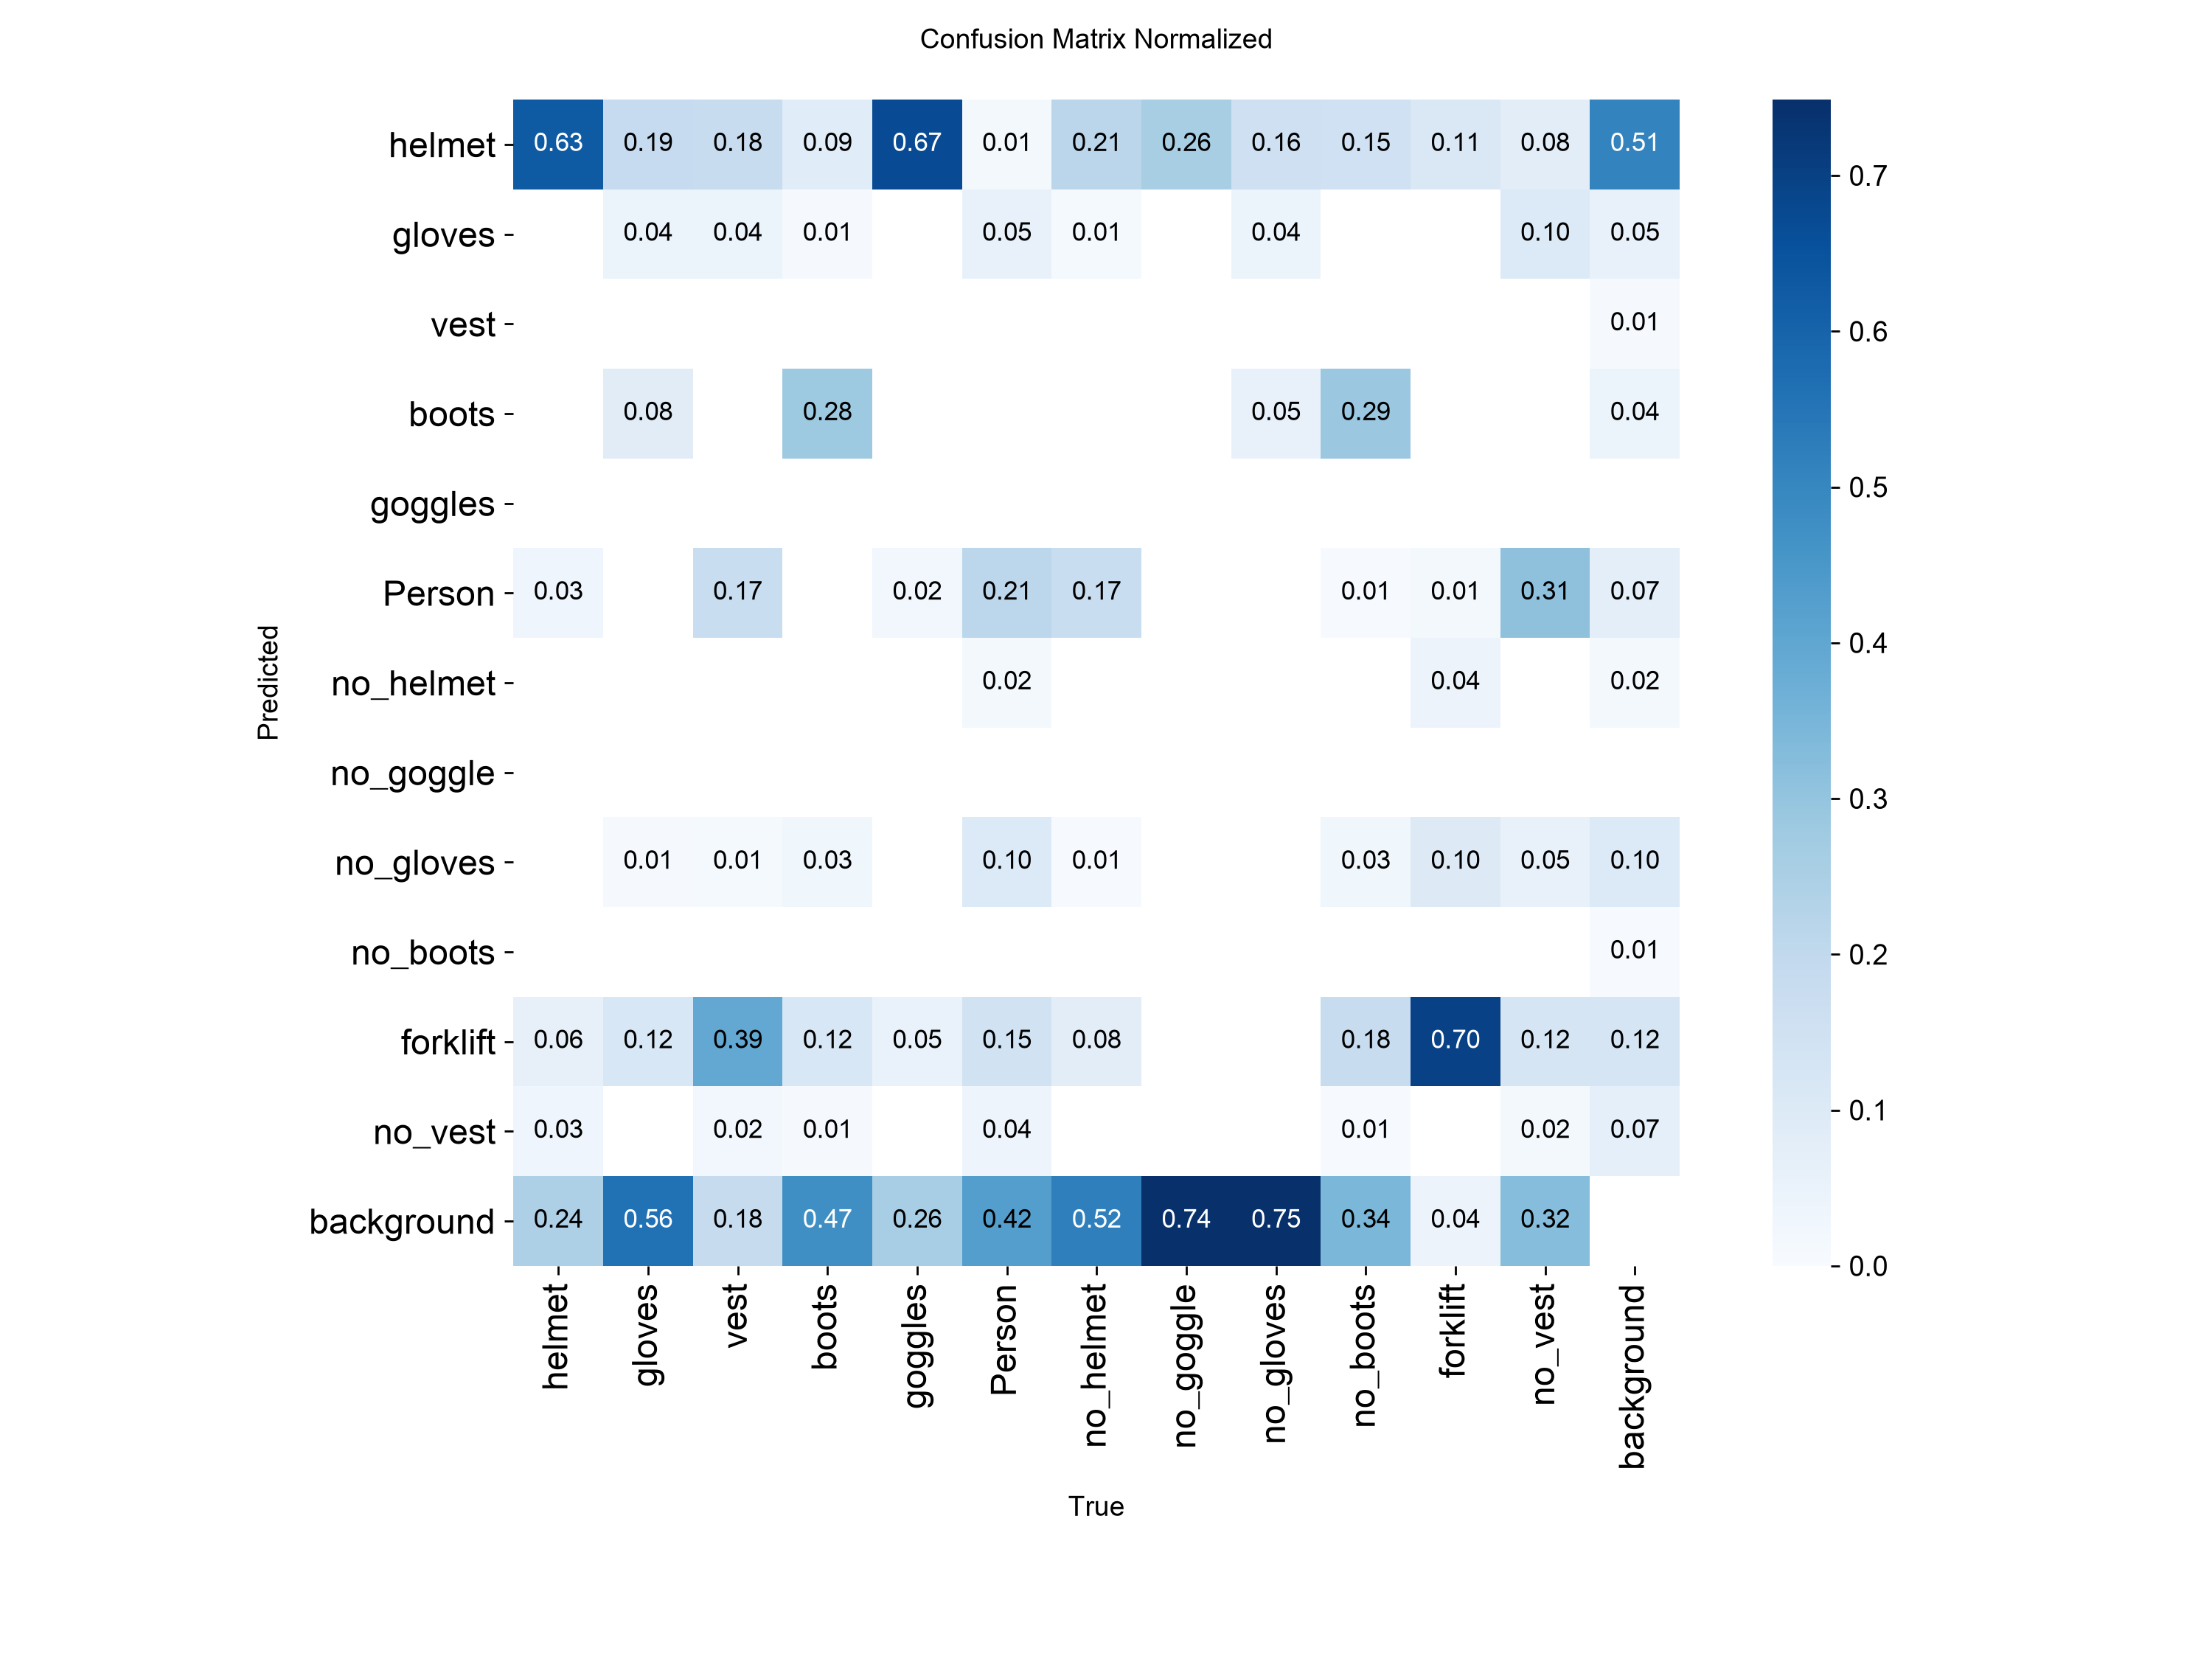 Confusion Matrix Normalized
helmet 0.63 0.19 0.18 0.09 0.67 0.01 0.21 0.26 0.16 0.15 0.11 0.08 0.51
gloves 0.04 0.04 0.01 0.05 0.01 0.04 0.10 0.05
vest 0.01
boots 0.08 0.28 0.05 0.29 0.04
goggles
Person 0.03 0.17 0.02 0.21 0.17 0.01 0.01 0.31 0.07
no_helmet 0.02 0.04 0.02
no_goggle
no_gloves 0.01 0.01 0.03 0.10 0.01 0.03 0.10 0.05 0.10
no_boots 0.01
forklift 0.06 0.12 0.39 0.12 0.05 0.15 0.08 0.18 0.70 0.12 0.12
no_vest 0.03 0.02 0.01 0.04 0.01 0.02 0.07
background 0.24 0.56 0.18 0.47 0.26 0.42 0.52 0.74 0.75 0.34 0.04 0.32
Predicted
helmet gloves vest boots goggles Person no_helmet no_goggle no_gloves no_boots forklift no_vest background
True
0.7
0.6
0.5
0.4
0.3
0.2
0.1
0.0